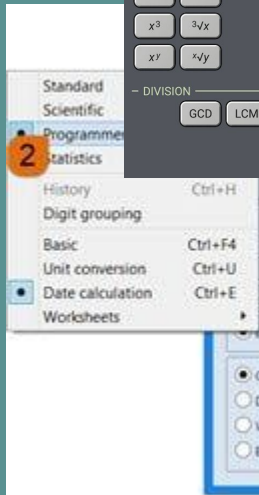 x³ ³√x
xʸ ˣ√y
DIVISION
GCD LCM
Standard
Scientific
Programme
2
Statistics
History Ctrl+H
Digit grouping
Basic Ctrl+F4
Unit conversion Ctrl+U
Date calculation Ctrl+E
Worksheets